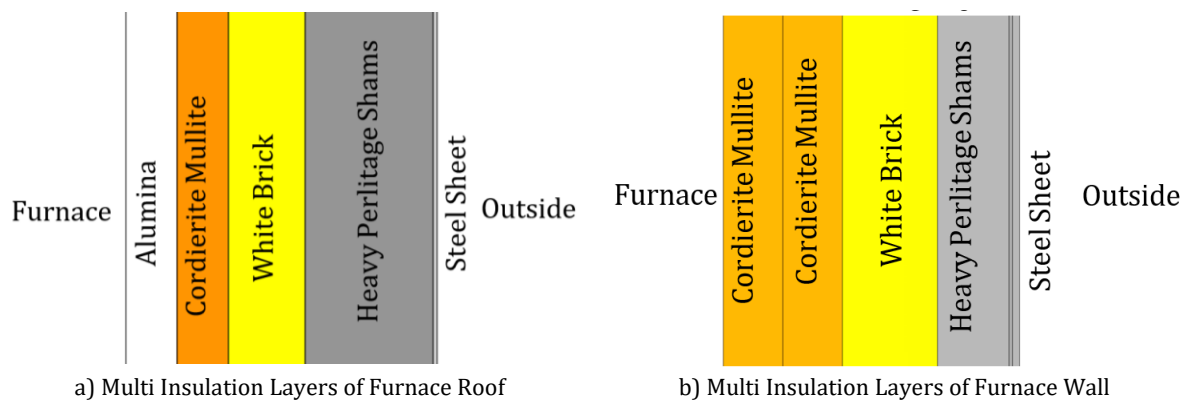 Furnace
Alumina
Cordierite Mullite
White Brick
Heavy Perlitage Shams
Steel Sheet
Outside
a) Multi Insulation Layers of Furnace Roof
Furnace
Cordierite Mullite
Cordierite Mullite
White Brick
Heavy Perlitage Shams
Steel Sheet
Outside
b) Multi Insulation Layers of Furnace Wall